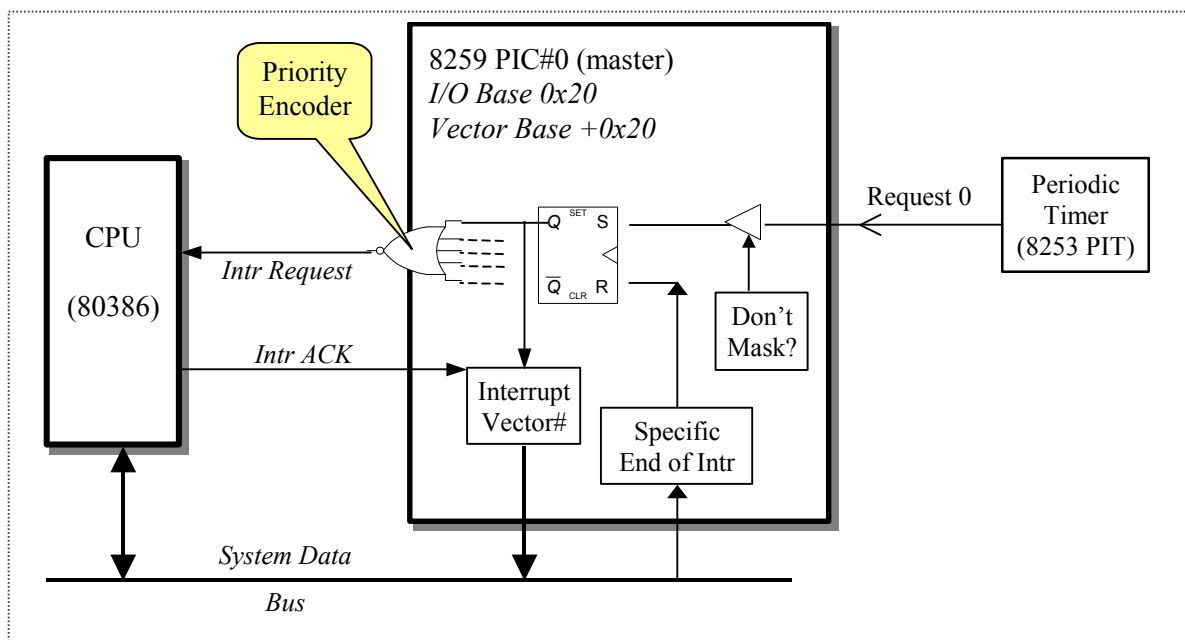 8259 PIC#0 (master)
I/O Base 0x20
Vector Base +0x20
Priority
Encoder
CPU
(80386)
Intr Request
Intr ACK
Q
SET
S
Q
CLR
R
Request 0
Periodic
Timer
(8253 PIT)
Don't
Mask?
Interrupt
Vector#
Specific
End of Intr
System Data
Bus